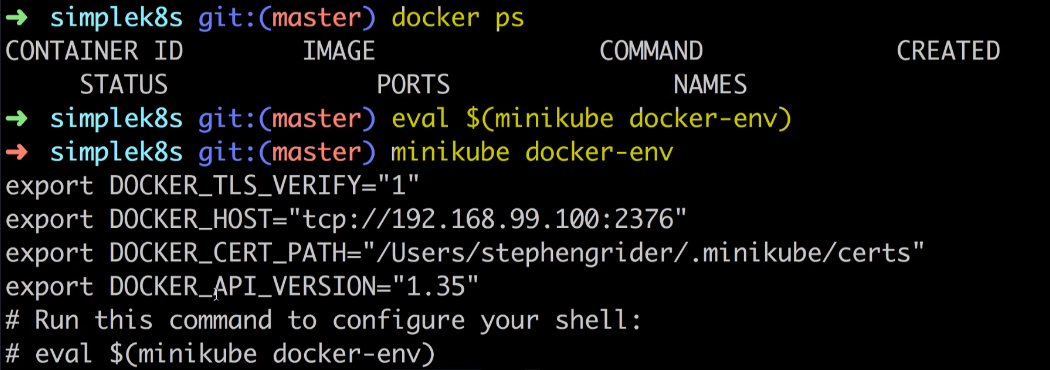 ➜ simplek8s git:(master) docker ps
CONTAINER ID        IMAGE               COMMAND             CREATED
     STATUS              PORTS               NAMES
➜ simplek8s git:(master) eval $(minikube docker-env)
➜ simplek8s git:(master) minikube docker-env
export DOCKER_TLS_VERIFY="1"
export DOCKER_HOST="tcp://192.168.99.100:2376"
export DOCKER_CERT_PATH="/Users/stephengrider/.minikube/certs"
export DOCKER_API_VERSION="1.35"
# Run this command to configure your shell:
# eval $(minikube docker-env)